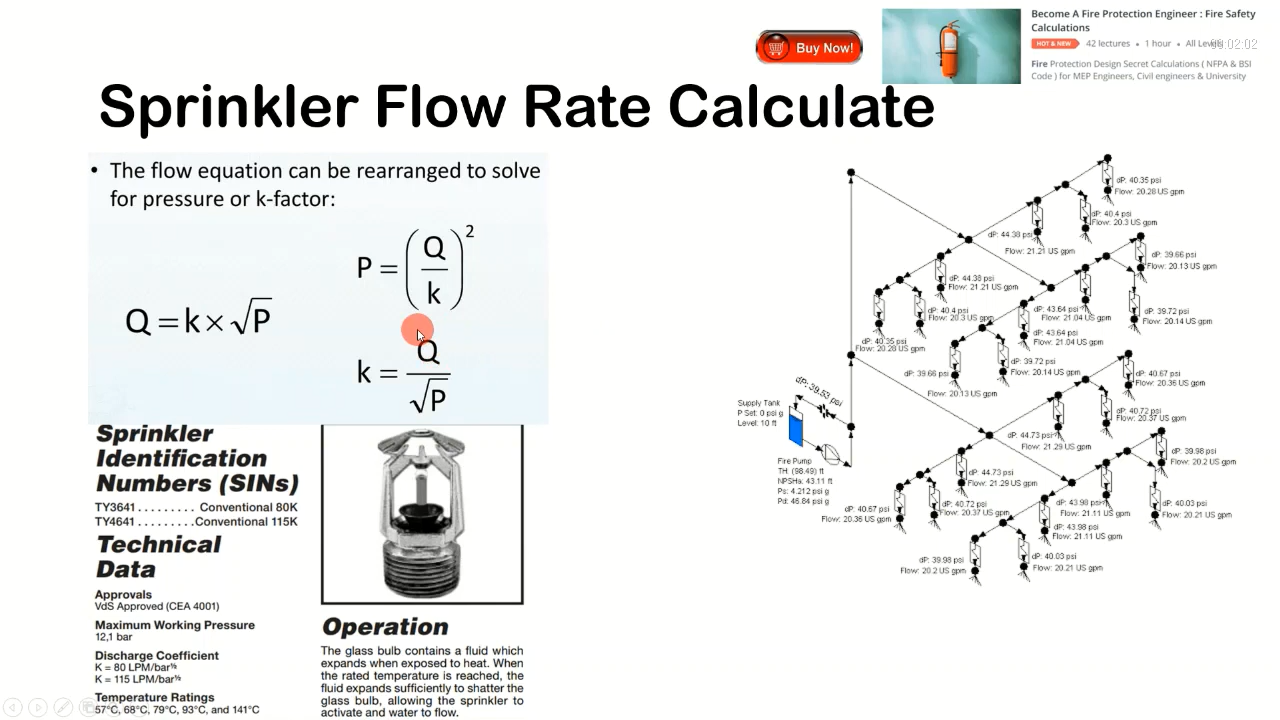 Buy Now!
Become A Fire Protection Engineer : Fire Safety
Calculations
HOT & NEW 42 lectures • 1 hour • All Levels
02:02
Fire Protection Design Secret Calculations ( NFPA & BSI
Code ) for MEP Engineers, Civil engineers & University
Sprinkler Flow Rate Calculate
• The flow equation can be rearranged to solve
for pressure or k-factor:
P = (Q/k)²
Q = k × √P
k = Q/√P
Sprinkler
Identification
Numbers (SINs)
TY3641 . . . . . . . . . Conventional 80K
TY4641 . . . . . . . . .Conventional 115K
Technical
Data
Approvals
VdS Approved (CEA 4001)
Maximum Working Pressure
12,1 bar
Discharge Coefficient
K = 80 LPM/bar½
K = 115 LPM/bar½
Temperature Ratings
57°C, 68°C, 79°C, 93°C, and 141°C
Operation
The glass bulb contains a fluid which
expands when exposed to heat. When
the rated temperature is reached, the
fluid expands sufficiently to shatter the
glass bulb, allowing the sprinkler to
activate and water to flow.
dP: 40.35 psi
Flow: 20.28 US gpm
dP: 40.4 psi
Flow: 20.3 US gpm
dP: 44.38 psi
Flow: 21.21 US gpm
dP: 39.66 psi
Flow: 20.13 US gpm
dP: 44.38 psi
Flow: 21.21 US gpm
dP: 40.4 psi
Flow: 20.3 US gpm
dP: 43.64 psi
Flow: 21.04 US gpm
dP: 39.72 psi
Flow: 20.14 US gpm
dP: 43.64 psi
Flow: 21.04 US gpm
dP: 40.35 psi
Flow: 20.28 US gpm
dP: 39.72 psi
Flow: 20.14 US gpm
dP: 39.66 psi
Flow: 20.13 US gpm
dP: 40.67 psi
Flow: 20.36 US gpm
dP: 39.53 psi
Supply Tank
P Set: 0 psi g
Level: 10 ft
dP: 40.72 psi
Flow: 20.37 US gpm
dP: 44.73 psi
Flow: 21.29 US gpm
dP: 39.98 psi
Flow: 20.2 US gpm
Fire Pump
TH: (98.49) ft
NPSHa: 43.11 ft
Ps: 4.212 psi g
Pd: 46.84 psi g
dP: 44.73 psi
Flow: 21.29 US gpm
dP: 40.67 psi
Flow: 20.36 US gpm
dP: 40.72 psi
Flow: 20.37 US gpm
dP: 43.98 psi
Flow: 21.11 US gpm
dP: 40.03 psi
Flow: 20.21 US gpm
dP: 43.98 psi
Flow: 21.11 US gpm
dP: 39.98 psi
Flow: 20.2 US gpm
dP: 40.03 psi
Flow: 20.21 US gpm